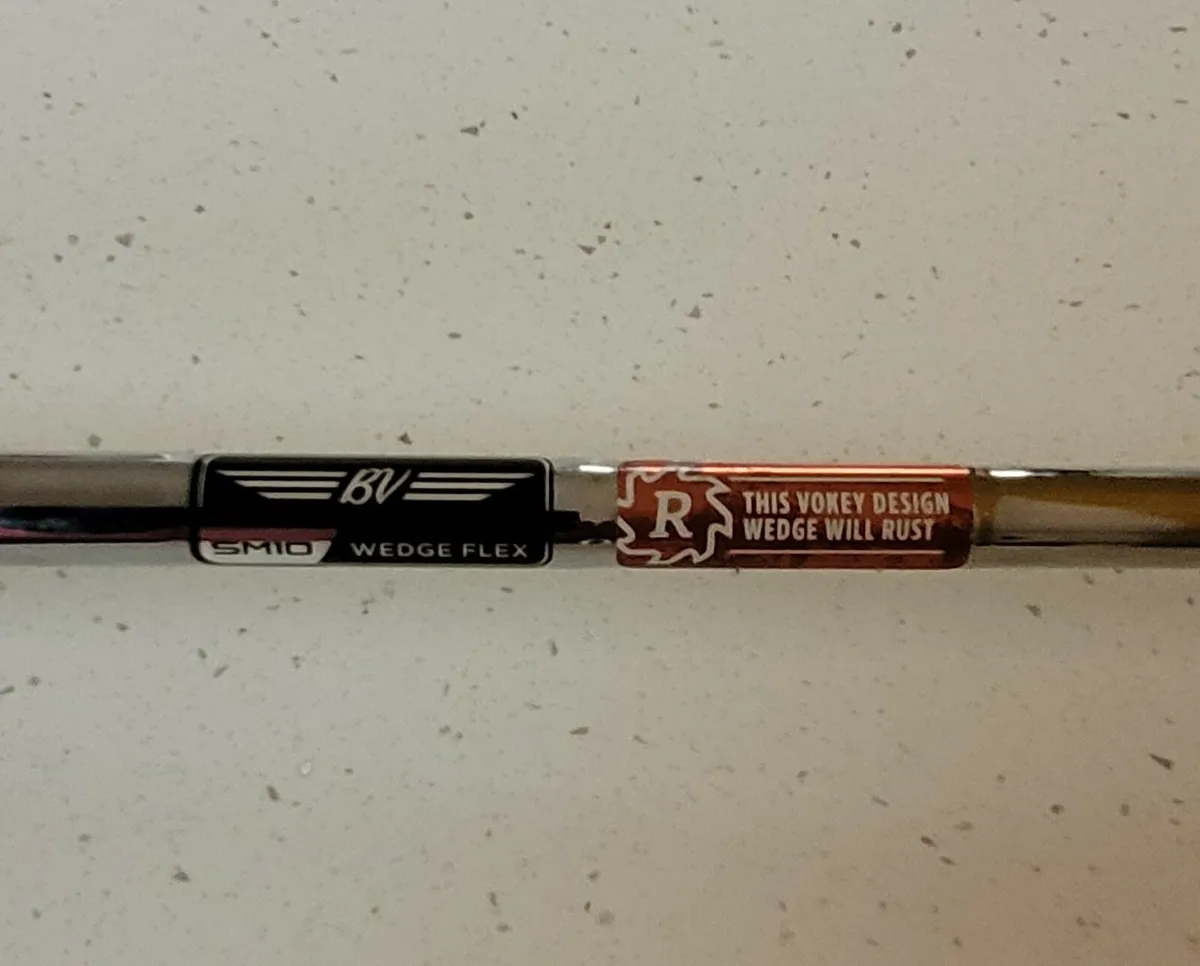 BV
SM10 WEDGE FLEX
R
THIS VOKEY DESIGN
WEDGE WILL RUST